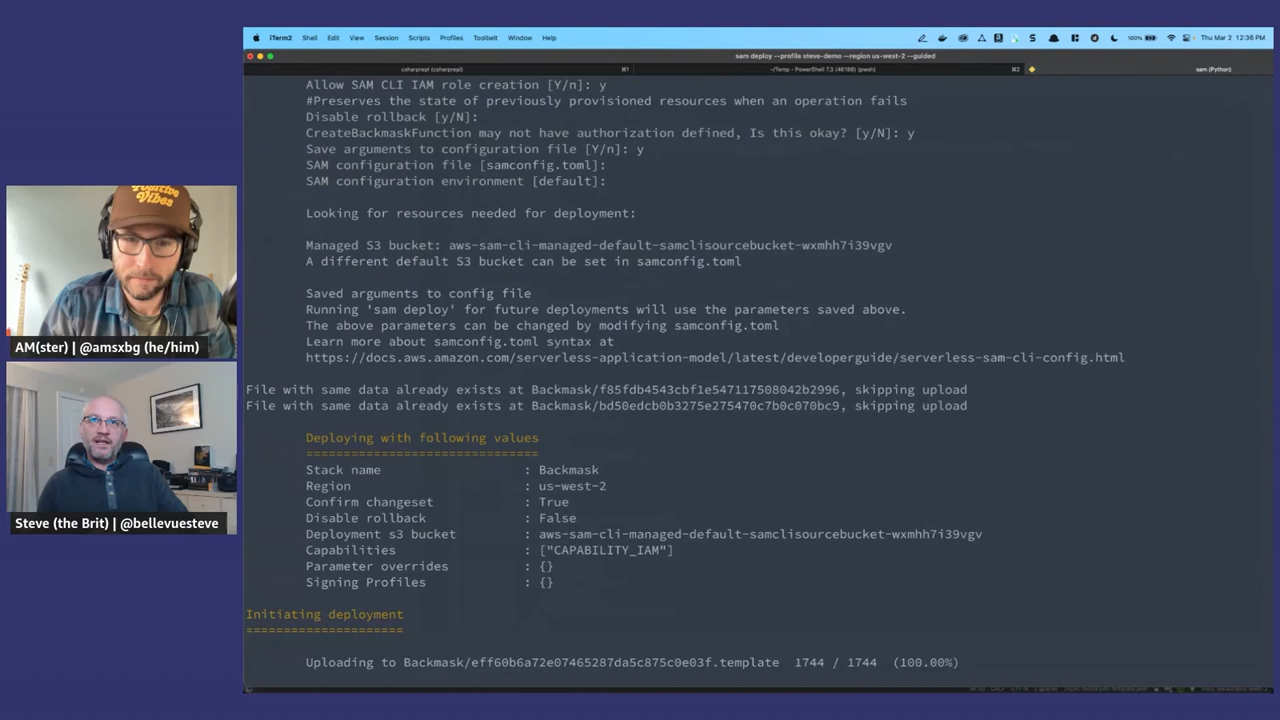 iTerm2 Shell Edit View Session Scripts Profiles Toolbelt Window Help
100% Thu Mar 2 12:36 PM
sam deploy --profile steve-demo --region us-west-2 --guided
csharprepl (csharprepl) ⌘1 ~/Temp - PowerShell 7.3 (46198) (pwsh) ⌘2 sam (Python)
Allow SAM CLI IAM role creation [Y/n]: y
#Preserves the state of previously provisioned resources when an operation fails
Disable rollback [y/N]:
CreateBackmaskFunction may not have authorization defined, Is this okay? [y/N]: y
Save arguments to configuration file [Y/n]: y
SAM configuration file [samconfig.toml]:
SAM configuration environment [default]:
Looking for resources needed for deployment:
Managed S3 bucket: aws-sam-cli-managed-default-samclisourcebucket-wxmhh7i39vgv
A different default S3 bucket can be set in samconfig.toml
Saved arguments to config file
Running 'sam deploy' for future deployments will use the parameters saved above.
The above parameters can be changed by modifying samconfig.toml
Learn more about samconfig.toml syntax at
https://docs.aws.amazon.com/serverless-application-model/latest/developerguide/serverless-sam-cli-config.html
File with same data already exists at Backmask/f85fdb4543cbf1e547117508042b2996, skipping upload
File with same data already exists at Backmask/bd50edcb0b3275e275470c7b0c070bc9, skipping upload
Deploying with following values
===============================
Stack name : Backmask
Region : us-west-2
Confirm changeset : True
Disable rollback : False
Deployment s3 bucket : aws-sam-cli-managed-default-samclisourcebucket-wxmhh7i39vgv
Capabilities : ["CAPABILITY_IAM"]
Parameter overrides : {}
Signing Profiles : {}
Initiating deployment
=====================
Uploading to Backmask/eff60b6a72e07465287da5c875c0e03f.template 1744 / 1744 (100.00%)
Positive
Vibes
AM(ster) | @amsxbg (he/him)
Steve (the Brit) | @bellevuesteve